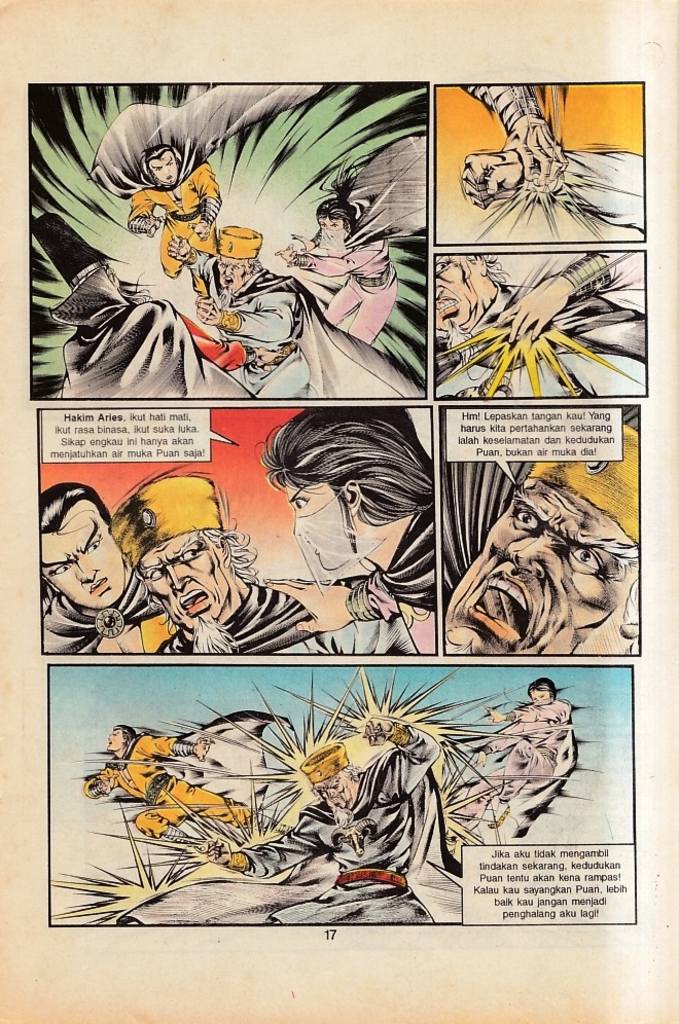 Hakim Aries, ikut hati mati,
ikut rasa binasa, ikut suka luka.
Sikap engkau ini hanya akan
menjatuhkan air muka Puan saja!
Hm! Lepaskan tangan kau! Yang
harus kita pertahankan sekarang
ialah keselamatan dan kedudukan
Puan, bukan air muka dia!
Jika aku tidak mengambil
tindakan sekarang, kedudukan
Puan tentu akan kena rampas!
Kalau kau sayangkan Puan, lebih
baik kau jangan menjadi
penghalang aku lagi!
17